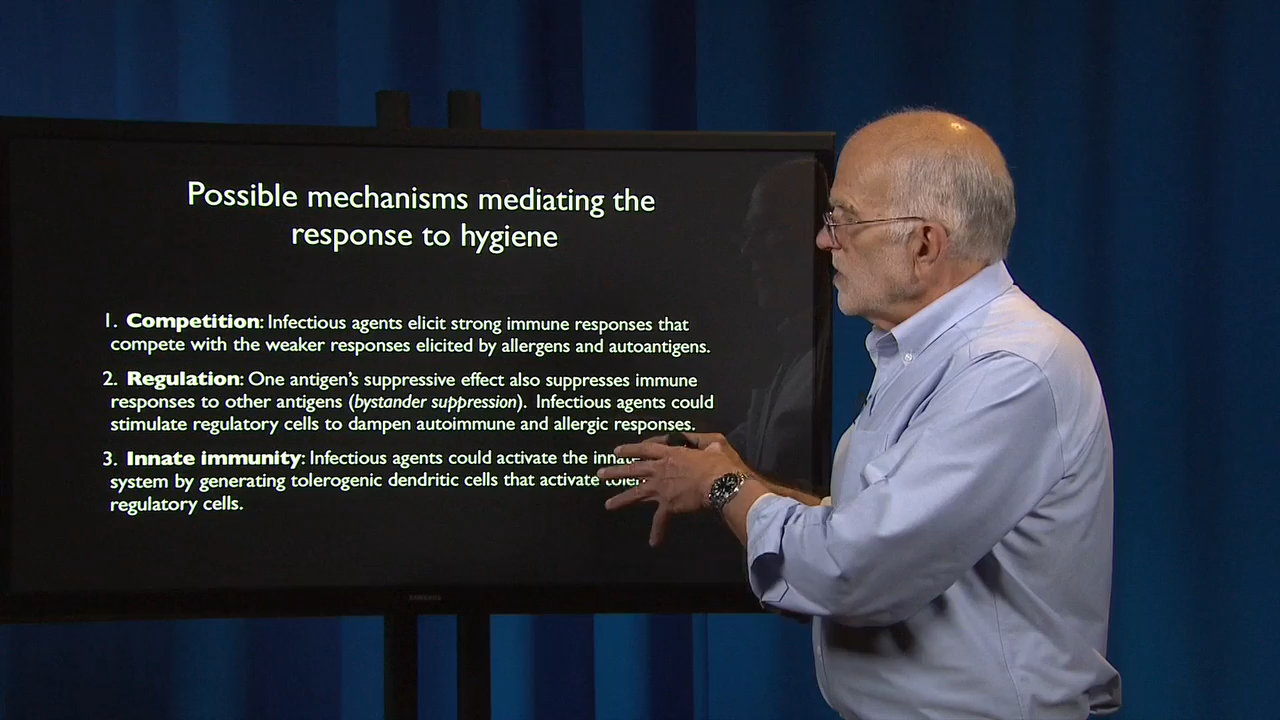 Possible mechanisms mediating the
response to hygiene
1. Competition: Infectious agents elicit strong immune responses that
compete with the weaker responses elicited by allergens and autoantigens.
2. Regulation: One antigen's suppressive effect also suppresses immune
responses to other antigens (bystander suppression). Infectious agents could
stimulate regulatory cells to dampen autoimmune and allergic responses.
3. Innate immunity: Infectious agents could activate the innate
system by generating tolerogenic dendritic cells that activate
regulatory cells.
SAMSUNG